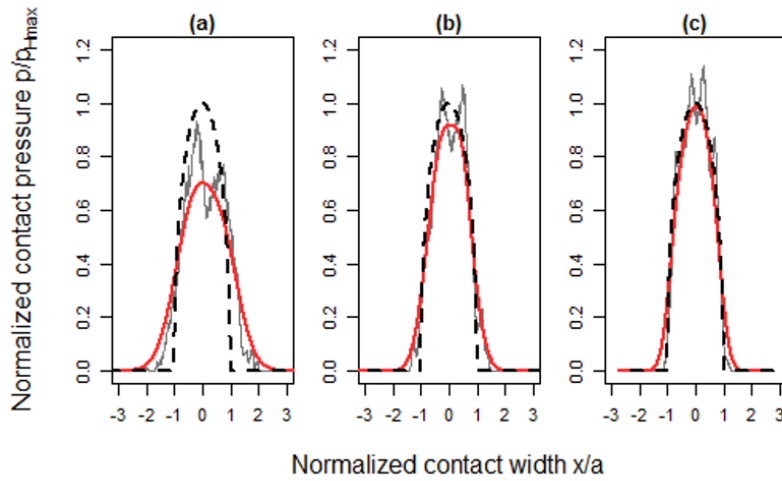 (a) (b) (c)
Normalized contact pressure p/pHmax
1.2 1.2 1.2
1.0 1.0 1.0
0.8 0.8 0.8
0.6 0.6 0.6
0.4 0.4 0.4
0.2 0.2 0.2
0.0 0.0 0.0
-3 -2 -1 0 1 2 3 -3 -2 -1 0 1 2 3 -3 -2 -1 0 1 2 3
Normalized contact width x/a